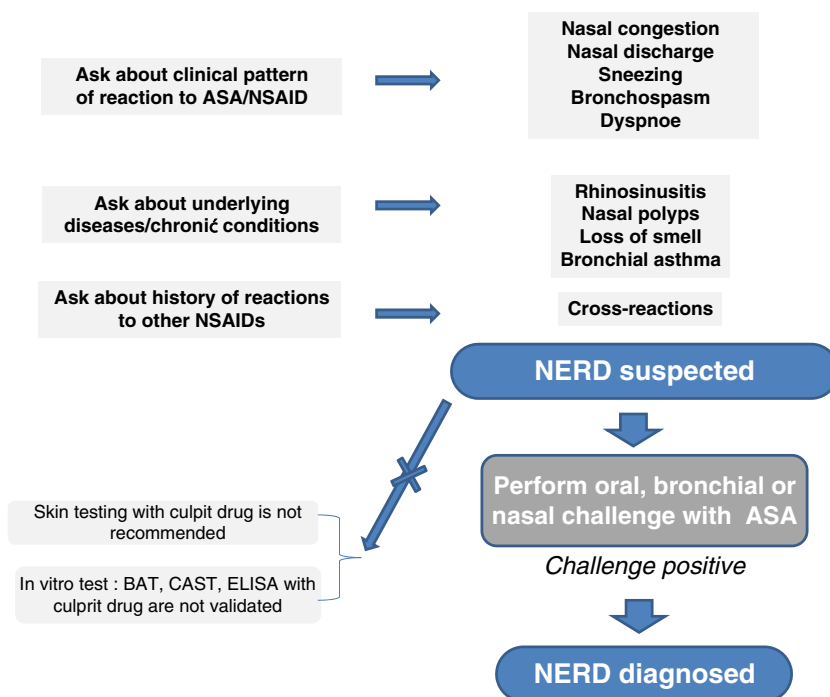 Ask about clinical pattern
of reaction to ASA/NSAID
Nasal congestion
Nasal discharge
Sneezing
Bronchospasm
Dyspnoe
Ask about underlying
diseases/chronić conditions
Rhinosinusitis
Nasal polyps
Loss of smell
Bronchial asthma
Ask about history of reactions
to other NSAIDs
Cross-reactions
NERD suspected
Perform oral, bronchial or
nasal challenge with ASA
Skin testing with culpit drug is not
recommended
In vitro test : BAT, CAST, ELISA with
culprit drug are not validated
Challenge positive
NERD diagnosed